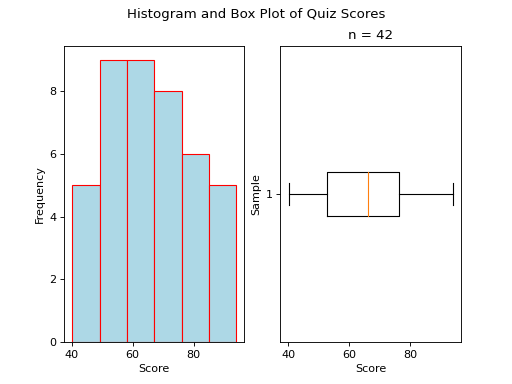 Histogram and Box Plot of Quiz Scores
n = 42
8
6
4
2
0
Frequency
40 60 80
Score
Sample
1
40 60 80
Score